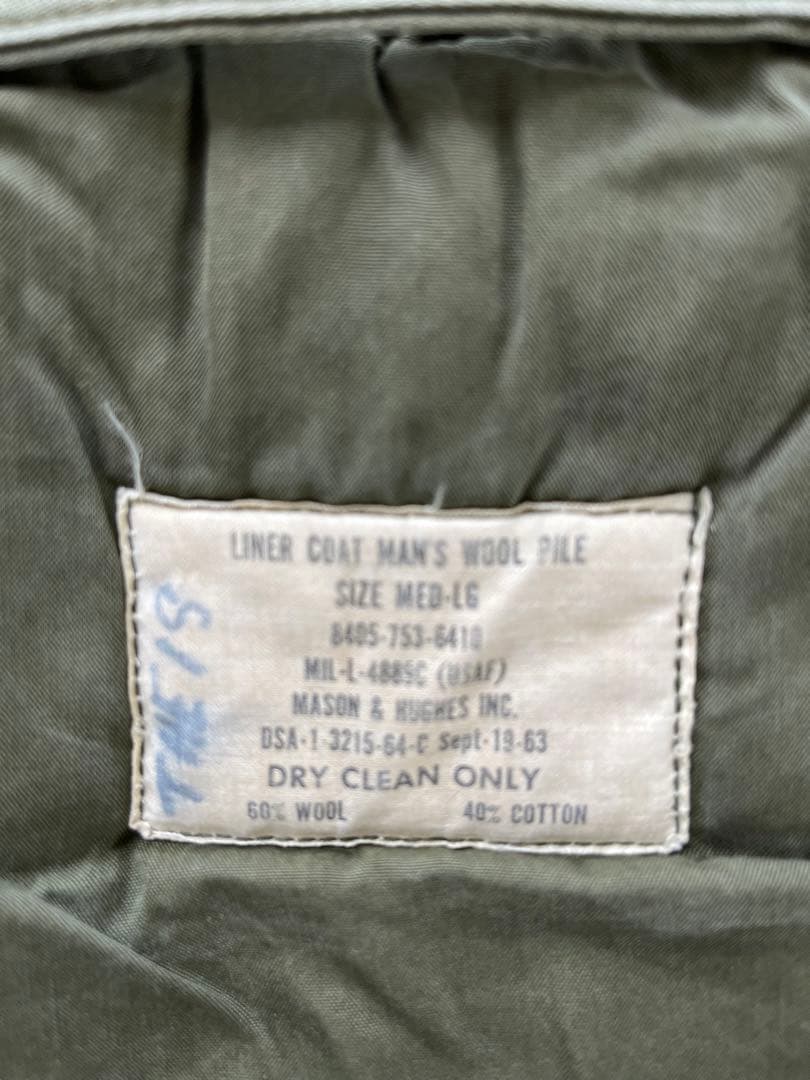 LINER COAT MAN'S WOOL PILE
SIZE MED-LG
8405-753-6410
MIL-L-4885C (USAF)
MASON & HUGHES INC.
DSA-1-3215-64-C Sept-19-63
DRY CLEAN ONLY
60% WOOL 40% COTTON
THEIS